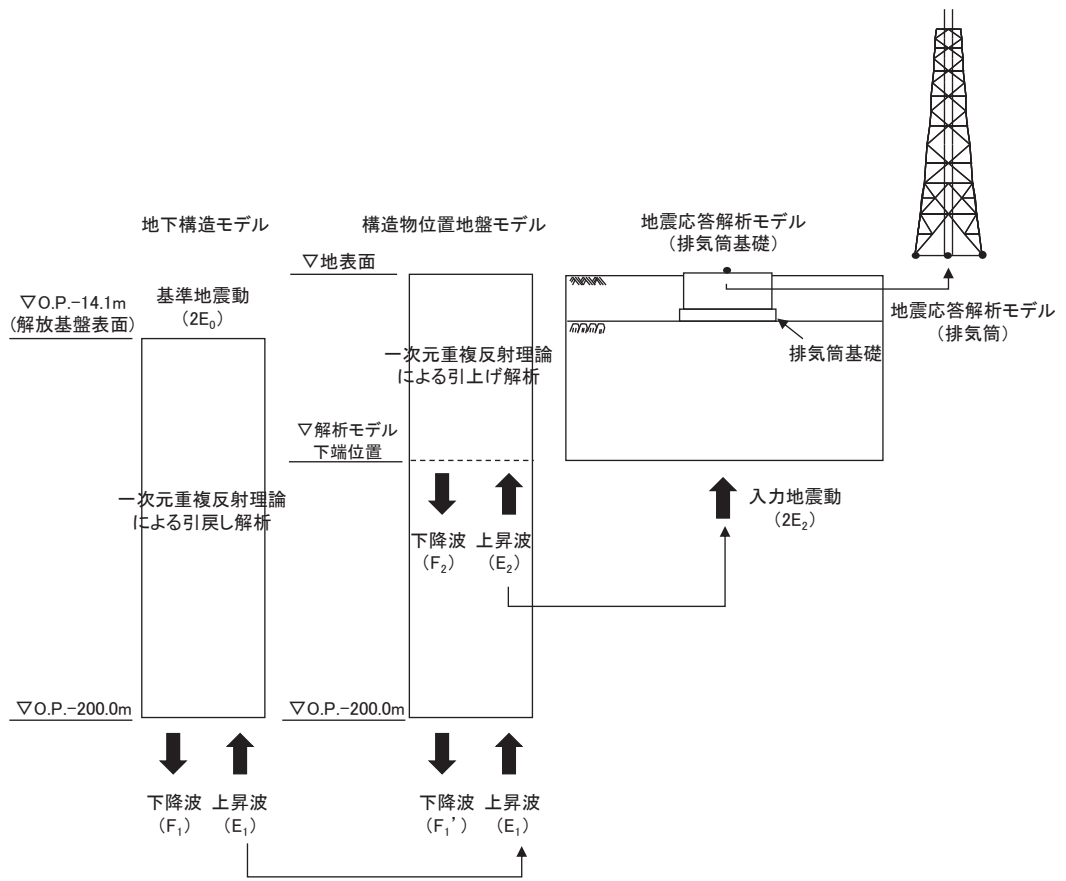 地下構造モデル
▽O.P.-14.1m
(解放基盤表面)
基準地震動
(2E₀)
一次元重複反射理論
による引戻し解析
▽O.P.-200.0m
下降波
(F₁)
上昇波
(E₁)
構造物位置地盤モデル
▽地表面
一次元重複反射理論
による引上げ解析
▽解析モデル
下端位置
下降波
(F₂)
上昇波
(E₂)
▽O.P.-200.0m
下降波
(F₁’)
上昇波
(E₁)
地震応答解析モデル
(排気筒基礎)
排気筒基礎
入力地震動
(2E₂)
地震応答解析モデル
(排気筒)